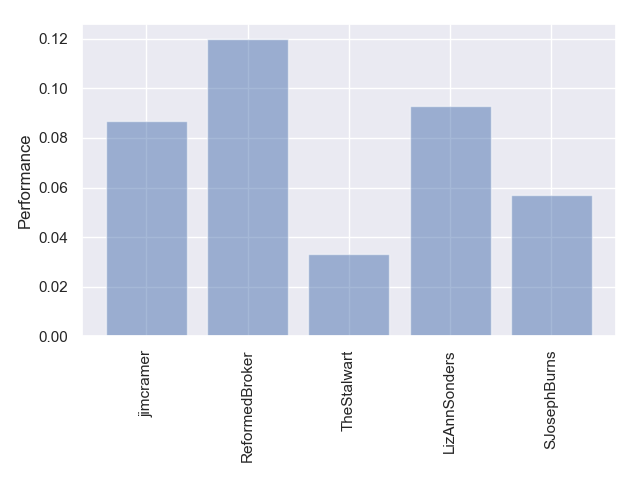 0.12
0.10
0.08
0.06
0.04
0.02
0.00
Performance
jimcramer
ReformedBroker
TheStalwart
LizAnnSonders
SJosephBurns